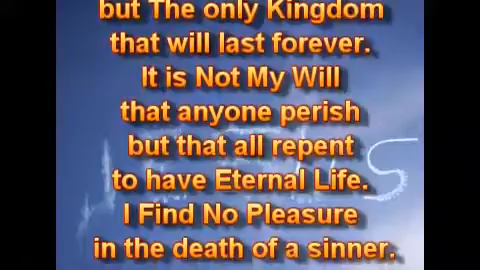 but The only Kingdom
that will last forever.
It is Not My Will
that anyone perish
but that all repent
to have Eternal Life.
I Find No Pleasure
in the death of a sinner.
JESUS